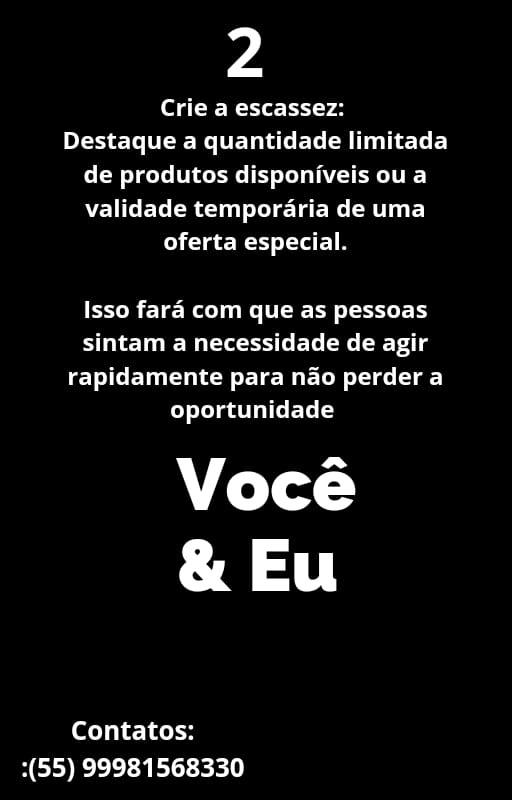 2
Crie a escassez:
Destaque a quantidade limitada
de produtos disponíveis ou a
validade temporária de uma
oferta especial.
Isso fará com que as pessoas
sintam a necessidade de agir
rapidamente para não perder a
oportunidade
Você
& Eu
Contatos:
:(55) 99981568330